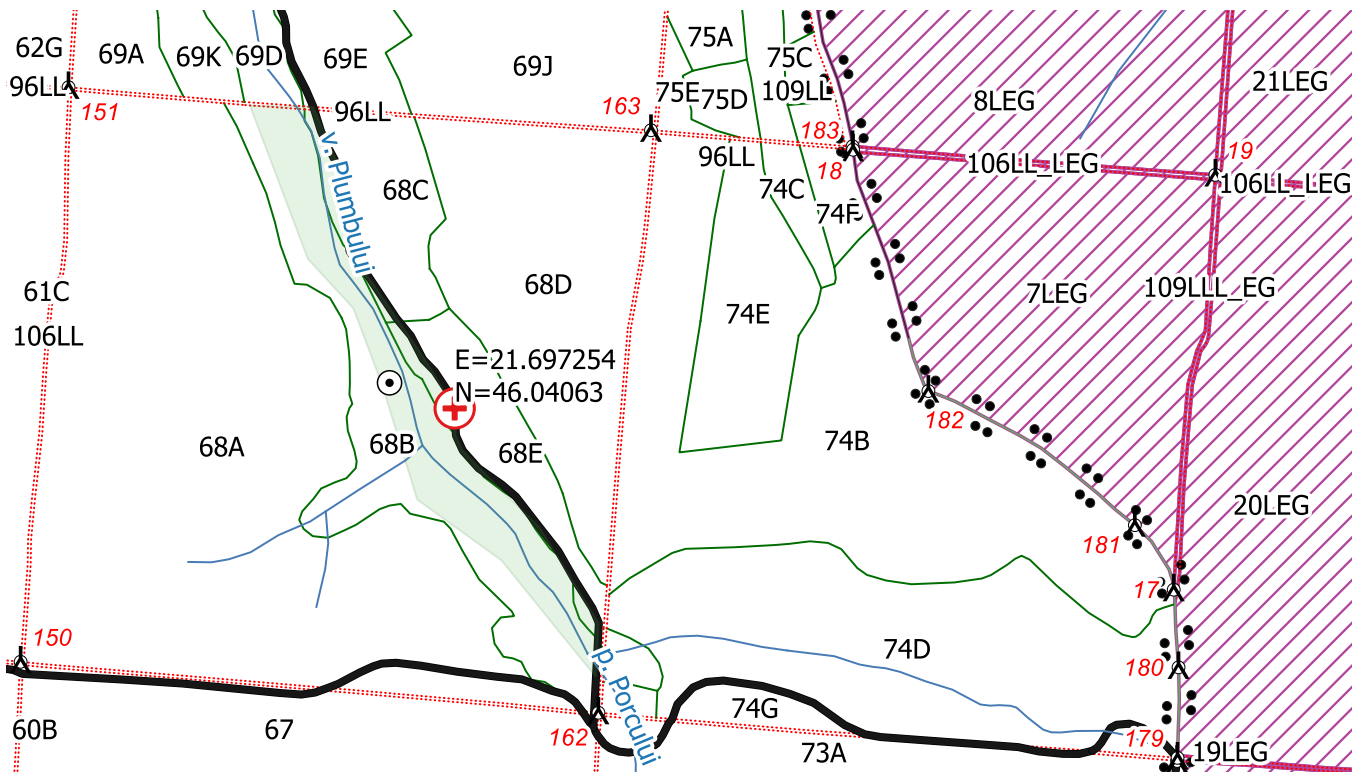 62G
69A
69K
69D
69E
69J
75A
75C
96LL
151
96LL
163
75E
75D
109LL
8LEG
21LEG
183
18
19
v. Plumbului
96LL
106LL_LEG
106LL_LEG
68C
74C
74F
61C
68D
74E
7LEG
109LLL_EG
106LL
E=21.697254
N=46.04063
182
68A
68B
68E
74B
20LEG
181
17
150
74D
180
p. Porcului
60B
67
162
74G
73A
179
19LEG